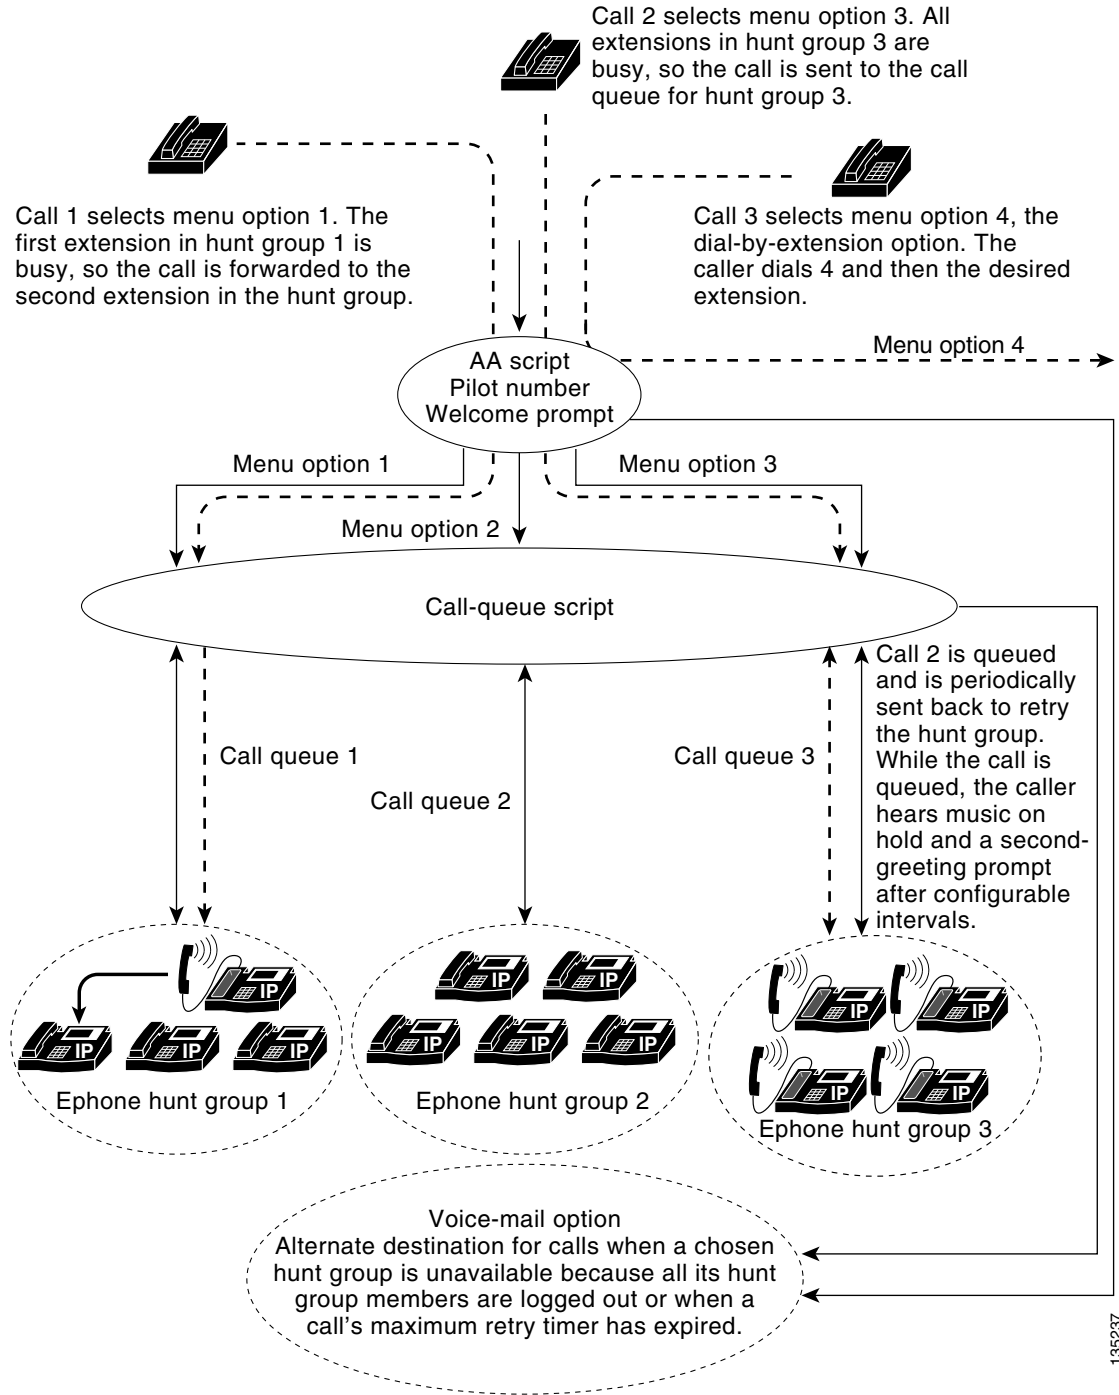 Call 2 selects menu option 3. All
extensions in hunt group 3 are
busy, so the call is sent to the call
queue for hunt group 3.
Call 1 selects menu option 1. The
first extension in hunt group 1 is
busy, so the call is forwarded to the
second extension in the hunt group.
Call 3 selects menu option 4, the
dial-by-extension option. The
caller dials 4 and then the desired
extension.
Menu option 4
AA script
Pilot number
Welcome prompt
Menu option 1
Menu option 3
Menu option 2
Call-queue script
Call 2 is queued
and is periodically
sent back to retry
the hunt group.
While the call is
queued, the caller
hears music on
hold and a second-
greeting prompt
after configurable
intervals.
Call queue 1
Call queue 3
Call queue 2
IP
IP
IP
IP
Ephone hunt group 1
IP
IP
IP
IP
IP
Ephone hunt group 2
IP
IP
IP
IP
Ephone hunt group 3
Voice-mail option
Alternate destination for calls when a chosen
hunt group is unavailable because all its hunt
group members are logged out or when a
call's maximum retry timer has expired.
135237